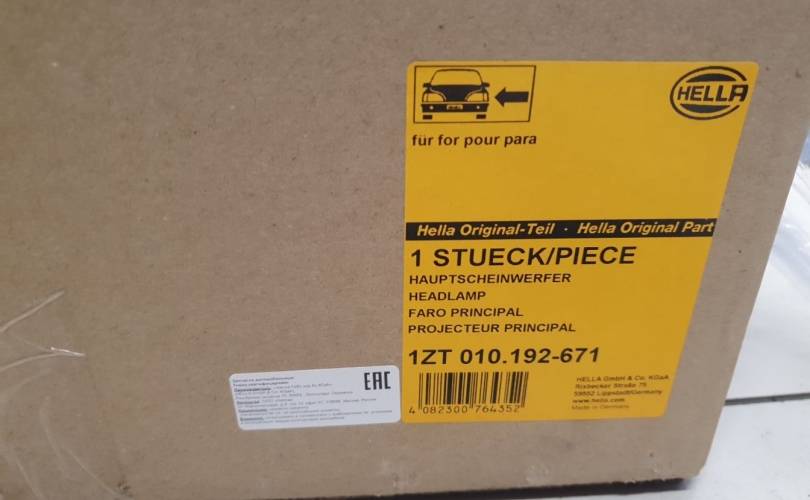 HELLA
für for pour para
Hella Original-Teil · Hella Original Part
1 STUECK/PIECE
HAUPTSCHEINWERFER
HEADLAMP
FARO PRINCIPAL
PROJECTEUR PRINCIPAL
1ZT 010.192-671
4 082300 764352
HELLA GmbH & Co. KGaA
Rixbecker Straße 75
59552 Lippstadt/Germany
www.hella.com
Made in Germany
EAC